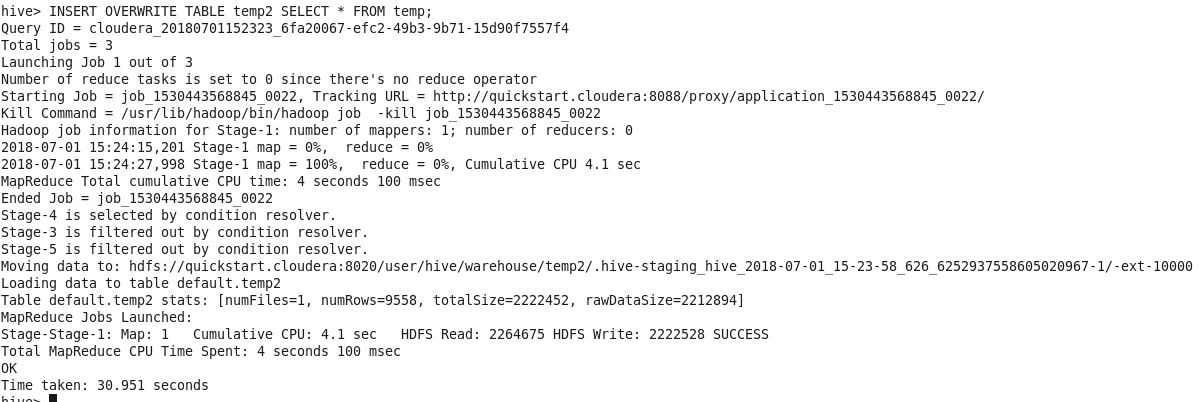 hive> INSERT OVERWRITE TABLE temp2 SELECT * FROM temp;
Query ID = cloudera_20180701152323_6fa20067-efc2-49b3-9b71-15d90f7557f4
Total jobs = 3
Launching Job 1 out of 3
Number of reduce tasks is set to 0 since there's no reduce operator
Starting Job = job_1530443568845_0022, Tracking URL = http://quickstart.cloudera:8088/proxy/application_1530443568845_0022/
Kill Command = /usr/lib/hadoop/bin/hadoop job  -kill job_1530443568845_0022
Hadoop job information for Stage-1: number of mappers: 1; number of reducers: 0
2018-07-01 15:24:15,201 Stage-1 map = 0%,  reduce = 0%
2018-07-01 15:24:27,998 Stage-1 map = 100%,  reduce = 0%, Cumulative CPU 4.1 sec
MapReduce Total cumulative CPU time: 4 seconds 100 msec
Ended Job = job_1530443568845_0022
Stage-4 is selected by condition resolver.
Stage-3 is filtered out by condition resolver.
Stage-5 is filtered out by condition resolver.
Moving data to: hdfs://quickstart.cloudera:8020/user/hive/warehouse/temp2/.hive-staging_hive_2018-07-01_15-23-58_626_6252937558605020967-1/-ext-10000
Loading data to table default.temp2
Table default.temp2 stats: [numFiles=1, numRows=9558, totalSize=2222452, rawDataSize=2212894]
MapReduce Jobs Launched:
Stage-Stage-1: Map: 1   Cumulative CPU: 4.1 sec   HDFS Read: 2264675 HDFS Write: 2222528 SUCCESS
Total MapReduce CPU Time Spent: 4 seconds 100 msec
OK
Time taken: 30.951 seconds
hive>